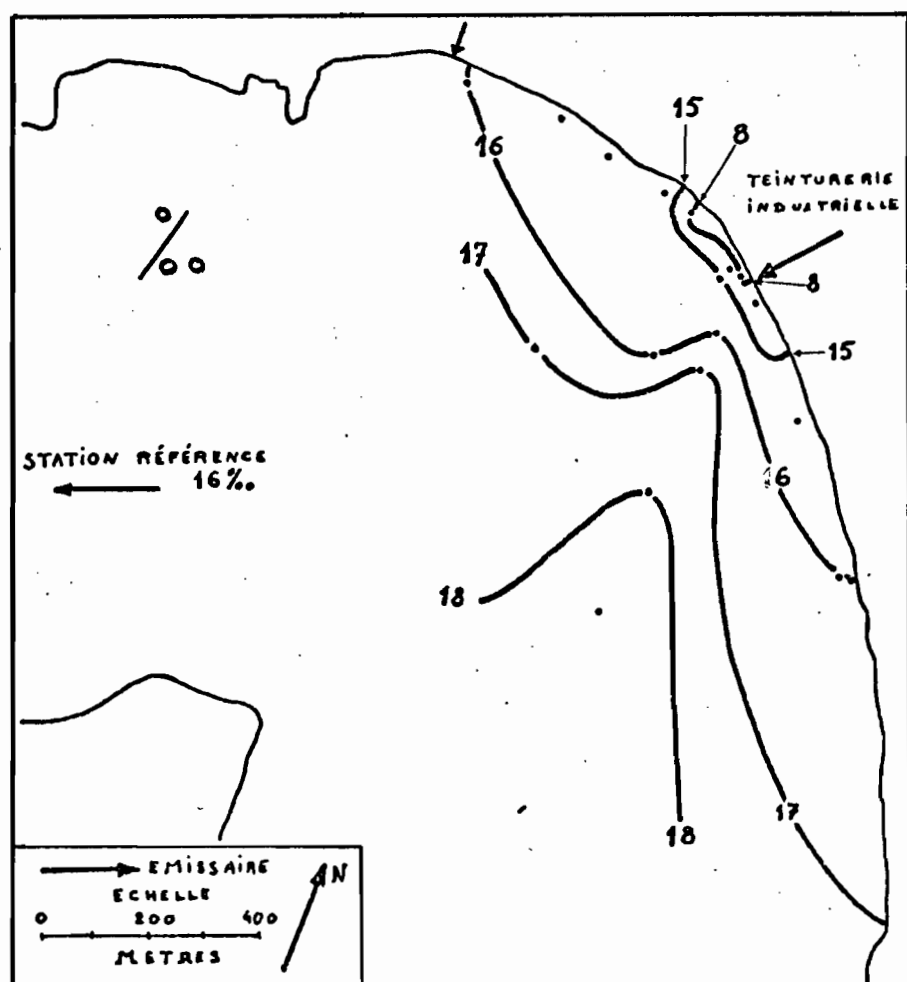 15
8
16
TEINTURERIE
INDUSTRIELLE
‰
17
8
15
STATION RÉFÉRENCE
16‰
16
18
17
18
EMISSAIRE
N
ECHELLE
0 200 400
METRES